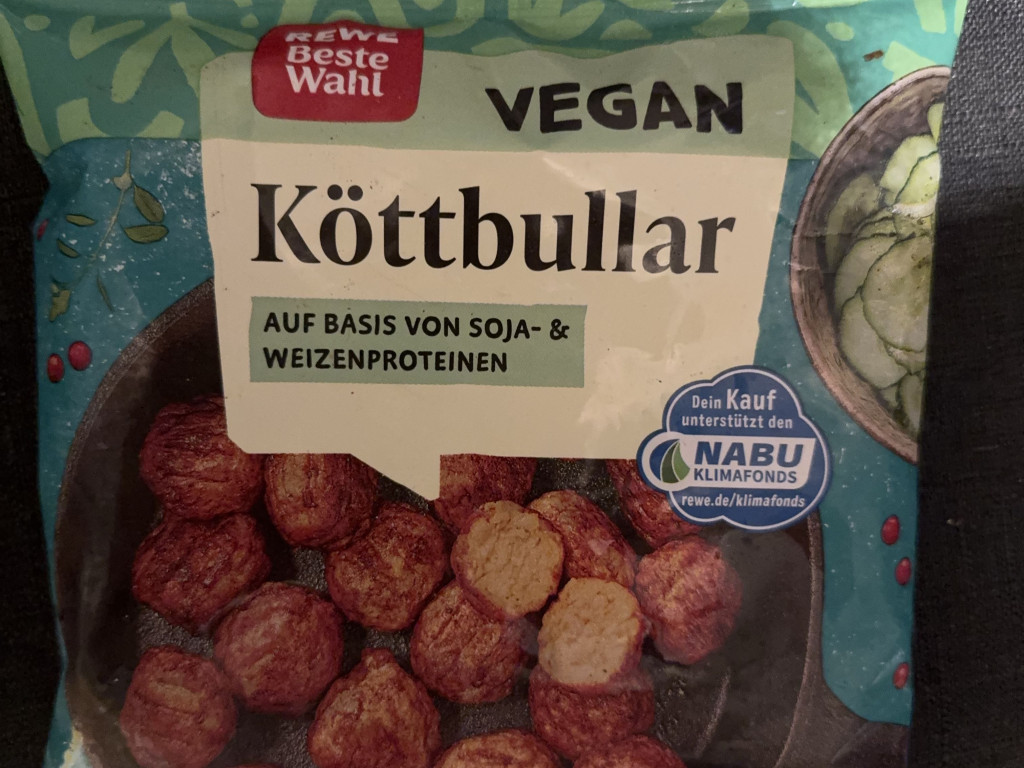 REWE
Beste
Wahl
VEGAN
Köttbullar
AUF BASIS VON SOJA- &
WEIZENPROTEINEN
Dein Kauf
unterstützt den
NABU
KLIMAFONDS
rewe.de/klimafonds